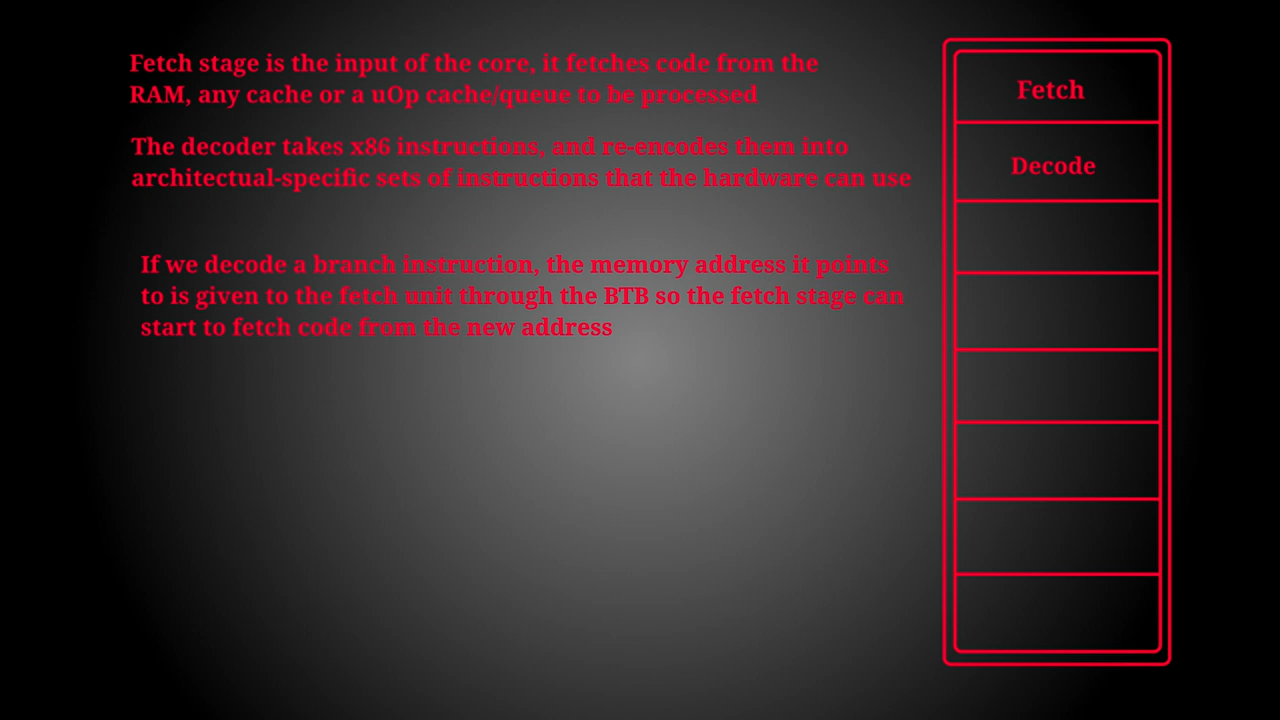 Fetch stage is the input of the core, it fetches code from the
RAM, any cache or a uOp cache/queue to be processed
The decoder takes x86 instructions, and re-encodes them into
architectual-specific sets of instructions that the hardware can use
If we decode a branch instruction, the memory address it points
to is given to the fetch unit through the BTB so the fetch stage can
start to fetch code from the new address
Fetch
Decode